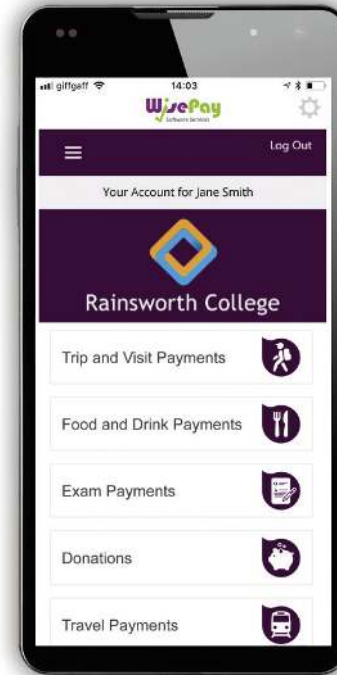 giffgaff 14:03
WisePay
Software Services
Log Out
Your Account for Jane Smith
Rainsworth College
Trip and Visit Payments
Food and Drink Payments
Exam Payments
Donations
Travel Payments